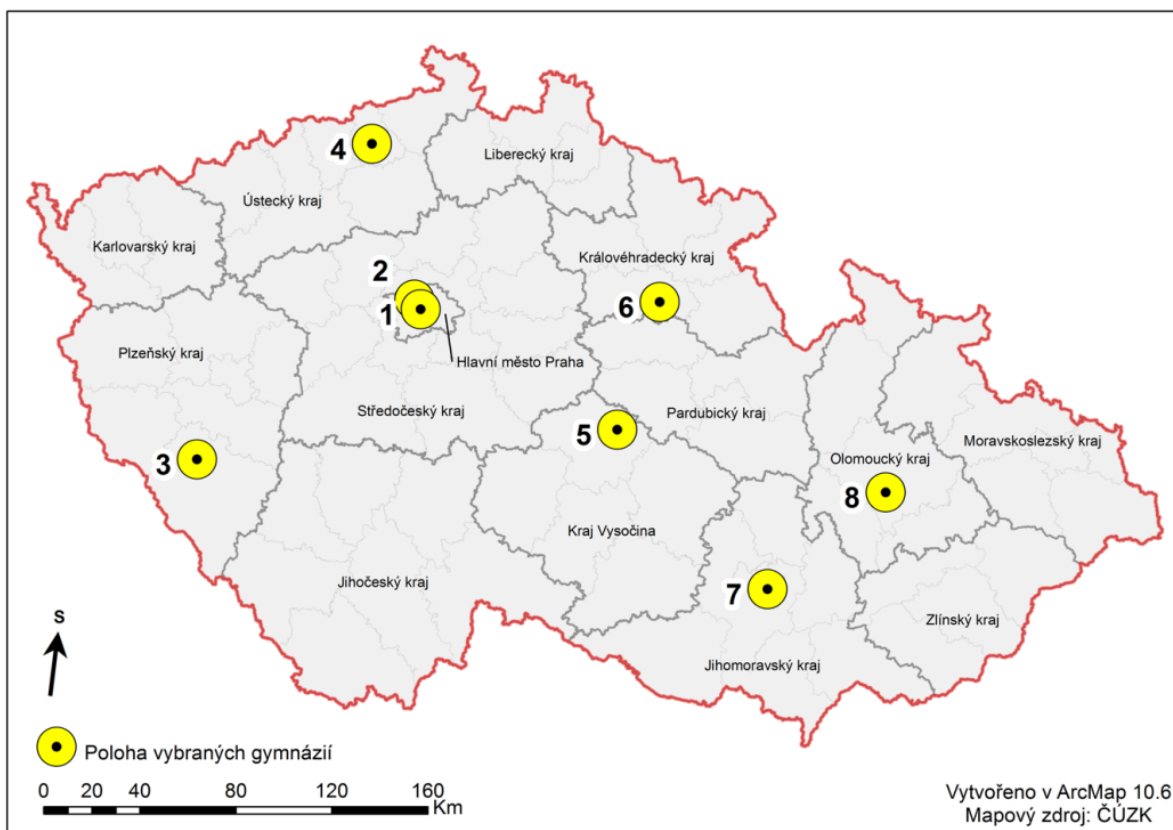 4
Liberecký kraj
Ústecký kraj
Karlovarský kraj
2
Královéhradecký kraj
1
6
Plzeňský kraj
Hlavní město Praha
Středočeský kraj
Pardubický kraj
5
Moravskoslezský kraj
3
Olomoucký kraj
8
Kraj Vysočina
Jihočeský kraj
7
Zlínský kraj
S
Jihomoravský kraj
Poloha vybraných gymnázií
0 20 40 80 120 160
Km
Vytvořeno v ArcMap 10.6
Mapový zdroj: ČÚZK